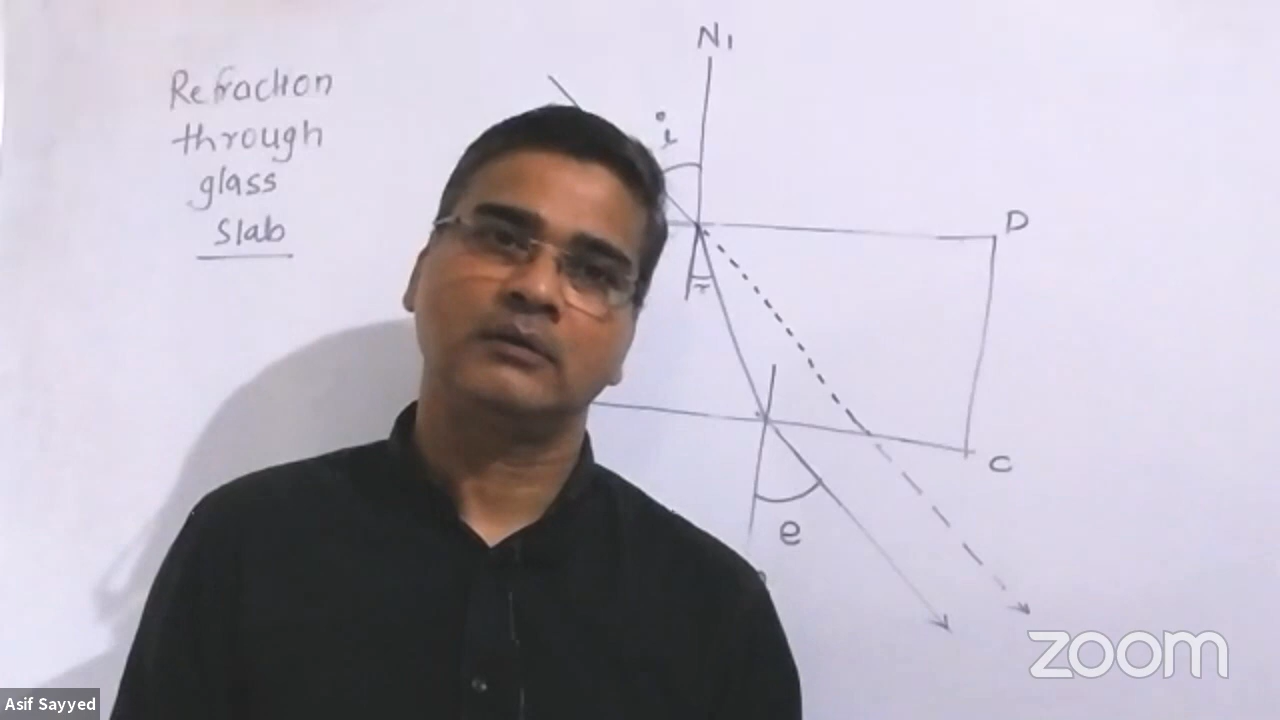 Refraction
through
glass
slab
N1
i
D
r
C
e
zoom
Asif Sayyed